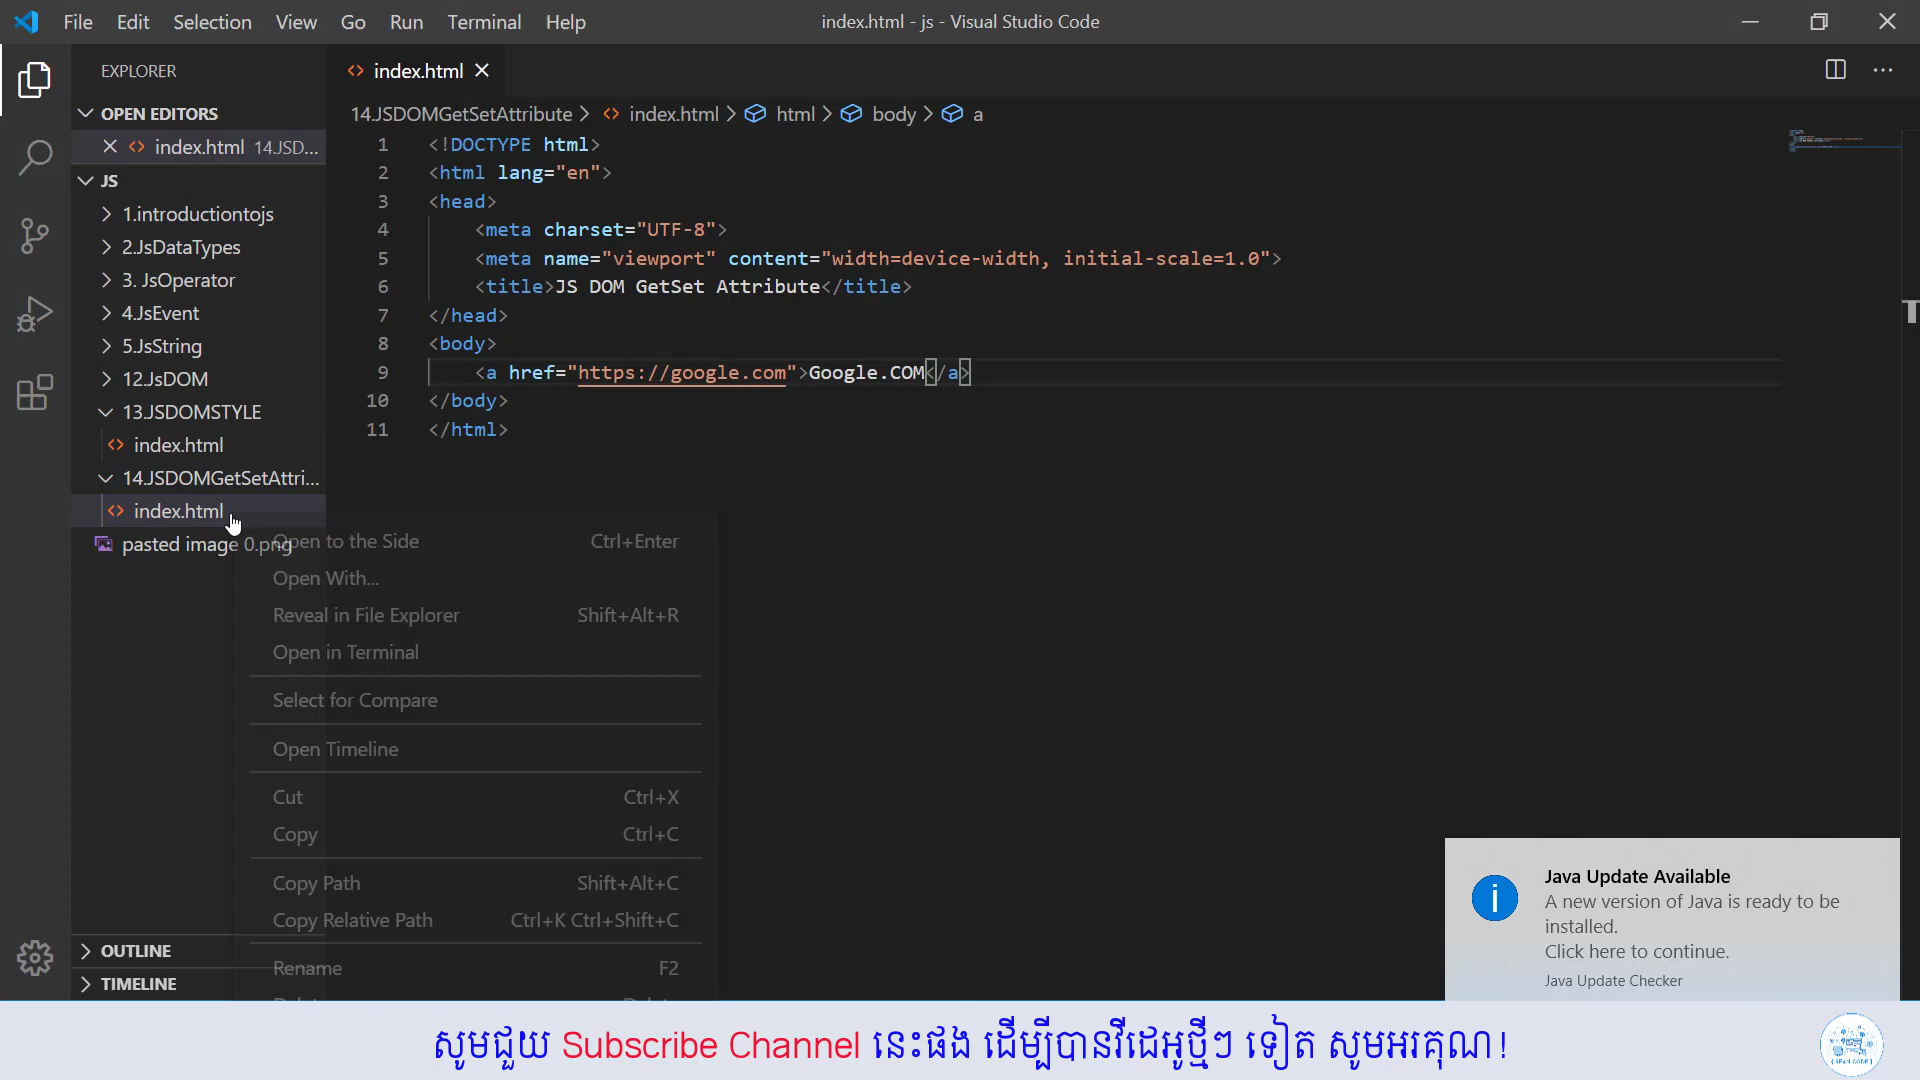 File Edit Selection View Go Run Terminal Help
index.html - js - Visual Studio Code
EXPLORER
OPEN EDITORS
index.html 14.JSD...
JS
1.introductiontojs
2.JsDataTypes
3. JsOperator
4.JsEvent
5.JsString
12.JsDOM
13.JSDOMSTYLE
index.html
14.JSDOMGetSetAttri...
index.html
pasted image 0.png
OUTLINE
TIMELINE
index.html
14.JSDOMGetSetAttribute > index.html > html > body > a
1 <!DOCTYPE html>
2 <html lang="en">
3 <head>
4 <meta charset="UTF-8">
5 <meta name="viewport" content="width=device-width, initial-scale=1.0">
6 <title>JS DOM GetSet Attribute</title>
7 </head>
8 <body>
9 <a href="https://google.com">Google.COM</a>
10 </body>
11 </html>
Open to the Side Ctrl+Enter
Open With...
Reveal in File Explorer Shift+Alt+R
Open in Terminal
Select for Compare
Open Timeline
Cut Ctrl+X
Copy Ctrl+C
Copy Path Shift+Alt+C
Copy Relative Path Ctrl+K Ctrl+Shift+C
Rename F2
Java Update Available
A new version of Java is ready to be
installed.
Click here to continue.
Java Update Checker
សូមជួយ Subscribe Channel នេះផង ដើម្បីបានវីដេអូថ្មីៗ ទៀត សូមអរគុណ!